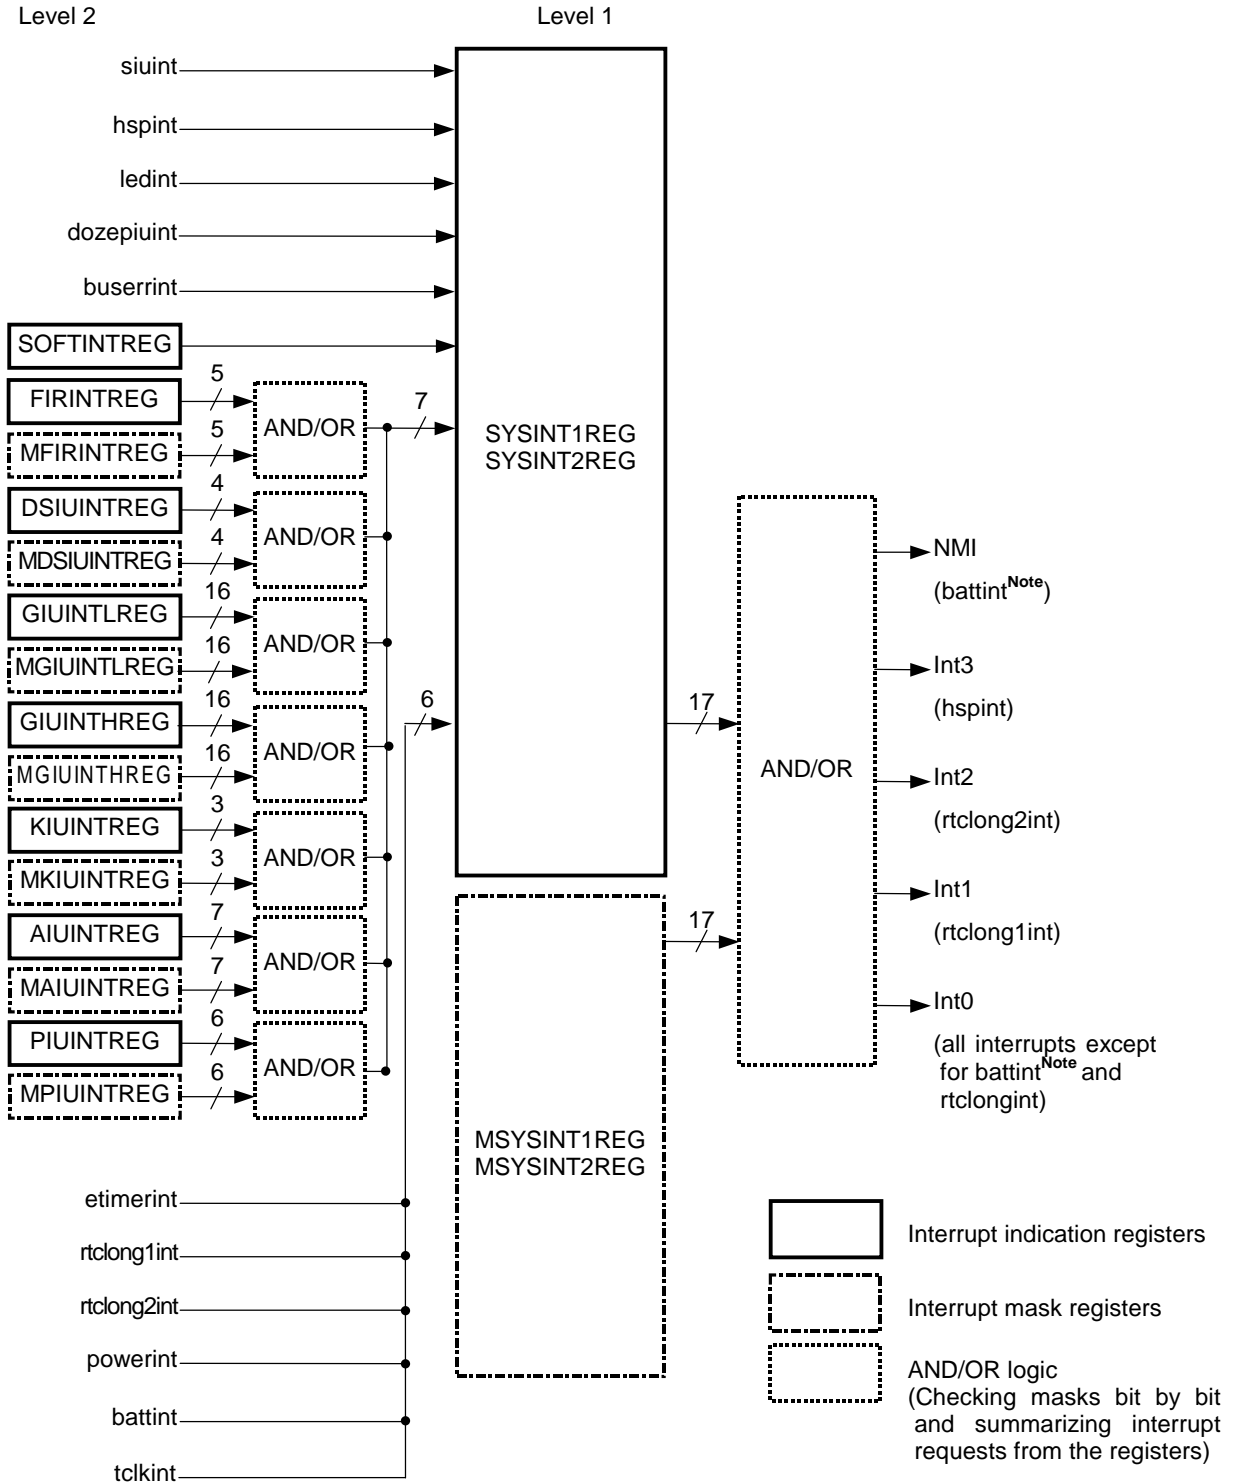 Level 2
Level 1
siuint
hspint
ledint
dozepiuint
buserrint
SOFTINTREG
FIRINTREG
5
MFIRINTREG
5
AND/OR
7
DSIUINTREG
4
MDSIUINTREG
4
AND/OR
GIUINTLREG
16
MGIUINTLREG
16
AND/OR
GIUINTHREG
16
MGIUINTHREG
16
AND/OR
6
KIUINTREG
3
MKIUINTREG
3
AND/OR
AIUINTREG
7
MAIUINTREG
7
AND/OR
PIUINTREG
6
MPIUINTREG
6
AND/OR
etimerint
rtclong1int
rtclong2int
powerint
battint
tclkint
SYSINT1REG
SYSINT2REG
17
MSYSINT1REG
MSYSINT2REG
17
AND/OR
NMI
(battintNote)
Int3
(hspint)
Int2
(rtclong2int)
Int1
(rtclong1int)
Int0
(all interrupts except
for battintNote and
rtclongint)
Interrupt indication registers
Interrupt mask registers
AND/OR logic
(Checking masks bit by bit
and summarizing interrupt
requests from the registers)